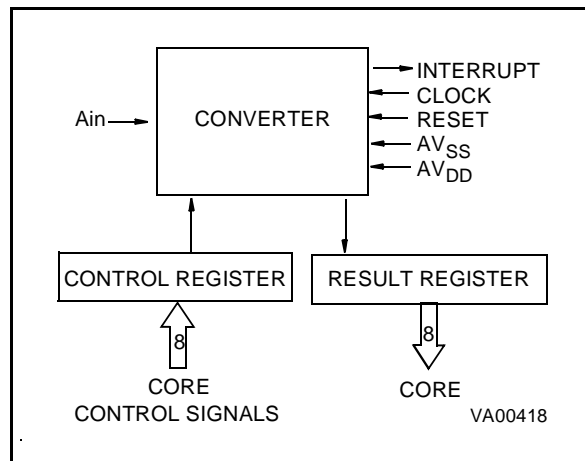 INTERRUPT
CLOCK
Ain
CONVERTER
RESET
AVSS
AVDD
CONTROL REGISTER
RESULT REGISTER
8
8
CORE
CONTROL SIGNALS
CORE
VA00418